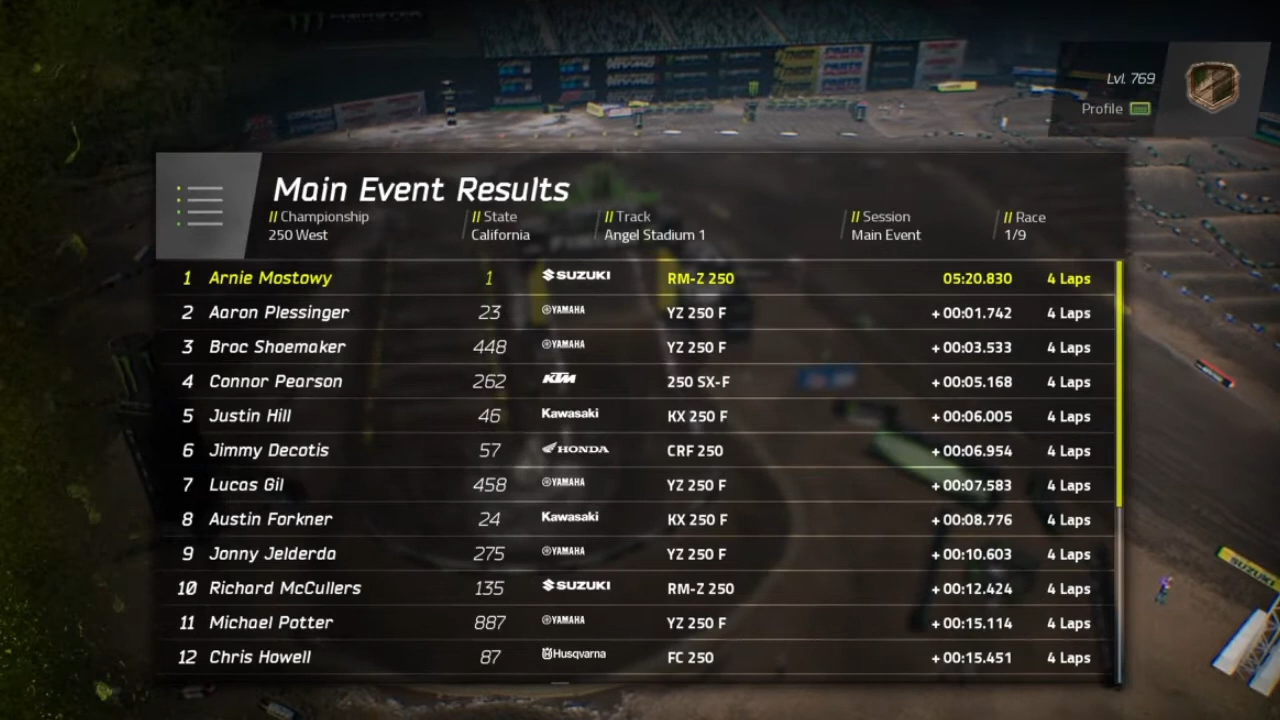 Lvl. 769
Profile
Main Event Results
// Championship // State // Track // Session // Race
250 West California Angel Stadium 1 Main Event 1/9
1 Arnie Mostowy 1 SUZUKI RM-Z 250 05:20.830 4 Laps
2 Aaron Plessinger 23 YAMAHA YZ 250 F + 00:01.742 4 Laps
3 Broc Shoemaker 448 YAMAHA YZ 250 F + 00:03.533 4 Laps
4 Connor Pearson 262 KTM 250 SX-F + 00:05.168 4 Laps
5 Justin Hill 46 Kawasaki KX 250 F + 00:06.005 4 Laps
6 Jimmy Decotis 57 HONDA CRF 250 + 00:06.954 4 Laps
7 Lucas Gil 458 YAMAHA YZ 250 F + 00:07.583 4 Laps
8 Austin Forkner 24 Kawasaki KX 250 F + 00:08.776 4 Laps
9 Jonny Jelderda 275 YAMAHA YZ 250 F + 00:10.603 4 Laps
10 Richard McCullers 135 SUZUKI RM-Z 250 + 00:12.424 4 Laps
11 Michael Potter 887 YAMAHA YZ 250 F + 00:15.114 4 Laps
12 Chris Howell 87 Husqvarna FC 250 + 00:15.451 4 Laps
SUZUKI